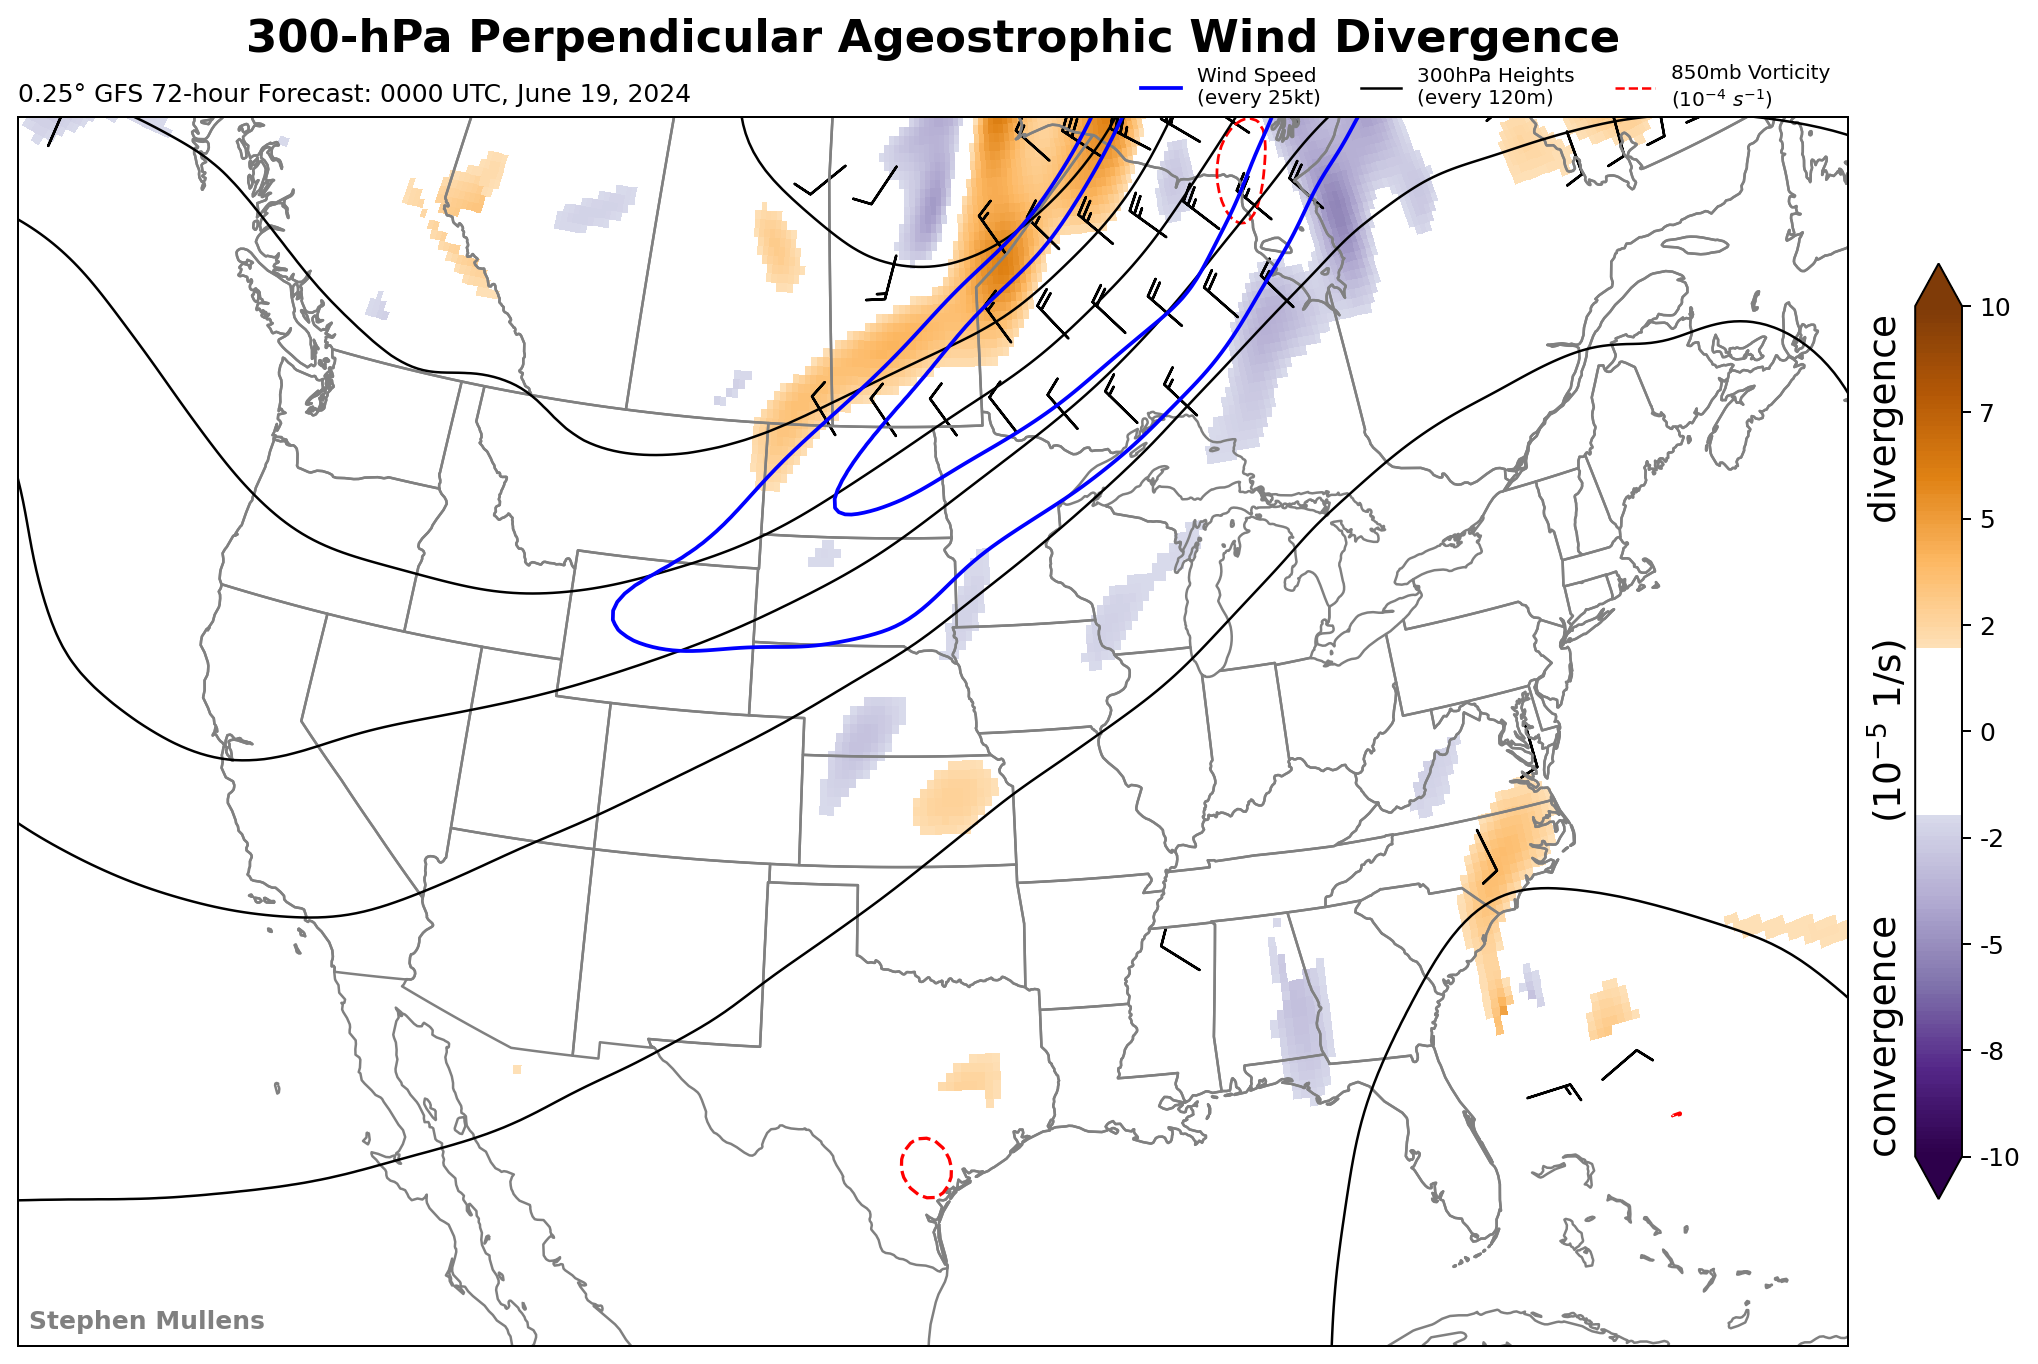 300-hPa Perpendicular Ageostrophic Wind Divergence
0.25° GFS 72-hour Forecast: 0000 UTC, June 19, 2024
Wind Speed
(every 25kt)
300hPa Heights
(every 120m)
850mb Vorticity
(10⁻⁴ s⁻¹)
10
7
5
2
0
-2
-5
-8
-10
convergence (10⁻⁵ 1/s) divergence
Stephen Mullens